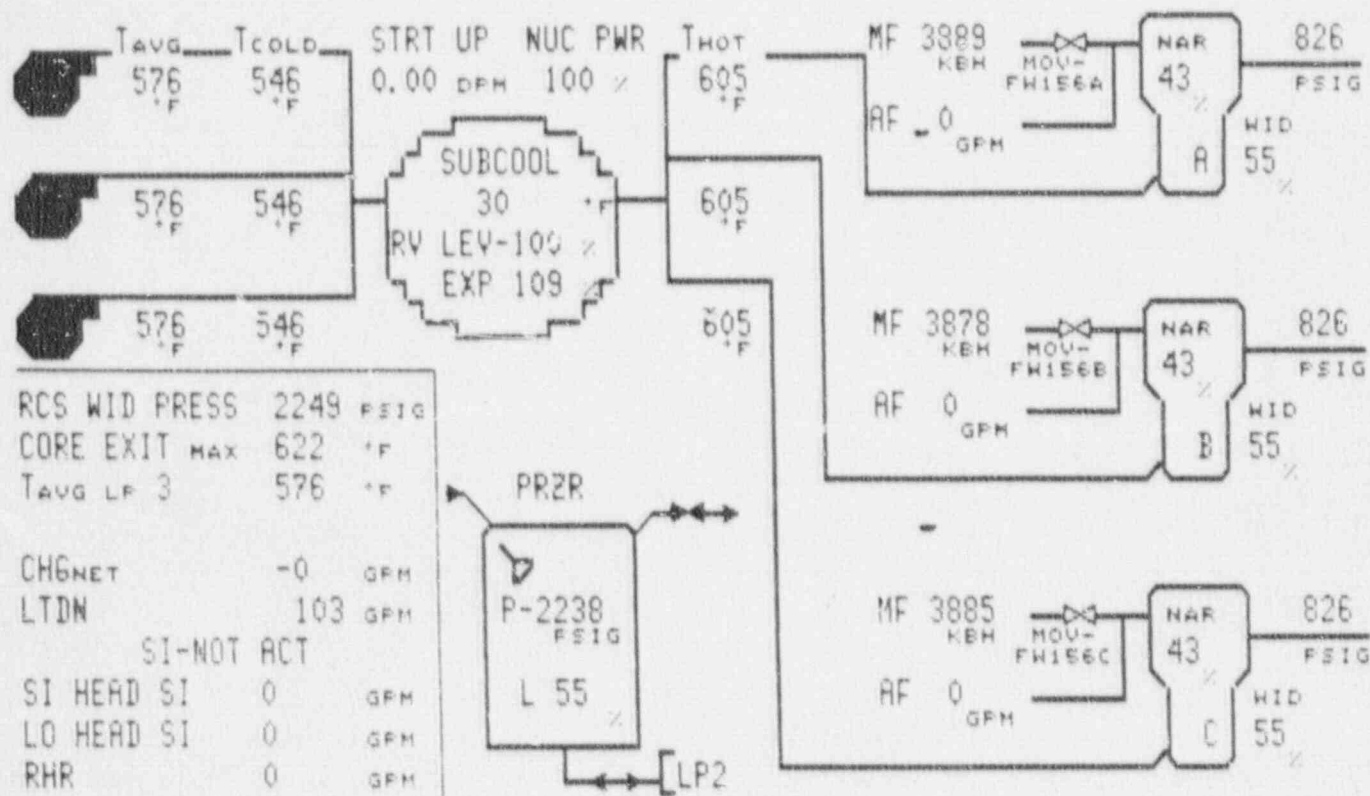 TAVG TCOLD STRT UP NUC PWR THOT MF 3889 KBH NAR 826
576 °F 546 °F 0.00 DPM 100 % 605 °F MOV-FW156A 43 % PSIG
AF 0 GPM WID
SUBCOOL A 55 %
576 °F 546 °F 30 °F 605 °F
RV LEV-100 %
EXP 109 %
576 °F 546 °F 605 °F MF 3878 KBH NAR 826
MOV-FW156B 43 % PSIG
AF 0 GPM WID
B 55 %
RCS WID PRESS 2249 PSIG
CORE EXIT MAX 622 °F
TAVG LP 3 576 °F
CHGNET -0 GPM
LTDN 103 GPM
SI-NOT ACT
SI HEAD SI 0 GPM
LO HEAD SI 0 GPM
RHR 0 GPM
PRZR
P-2238
PSIG
L 55 %
LP2
MF 3885 KBH NAR 826
MOV-FW156C 43 % PSIG
AF 0 GPM WID
C 55 %